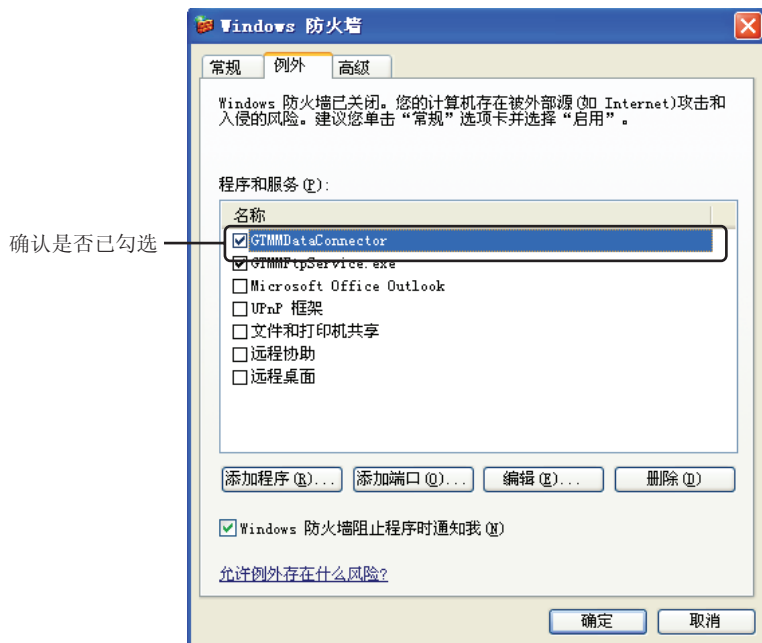 Windows 防火墙
常规 例外 高级
Windows 防火墙已关闭。您的计算机存在被外部源(如 Internet)攻击和
入侵的风险。建议您单击“常规”选项卡并选择“启用”。
程序和服务(P):
名称
确认是否已勾选
GTMMDataConnector
GTMMFtpService.exe
Microsoft Office Outlook
UPnP 框架
文件和打印机共享
远程协助
远程桌面
添加程序(R)... 添加端口(O)... 编辑(E)... 删除(D)
Windows 防火墙阻止程序时通知我(N)
允许例外存在什么风险?
确定 取消